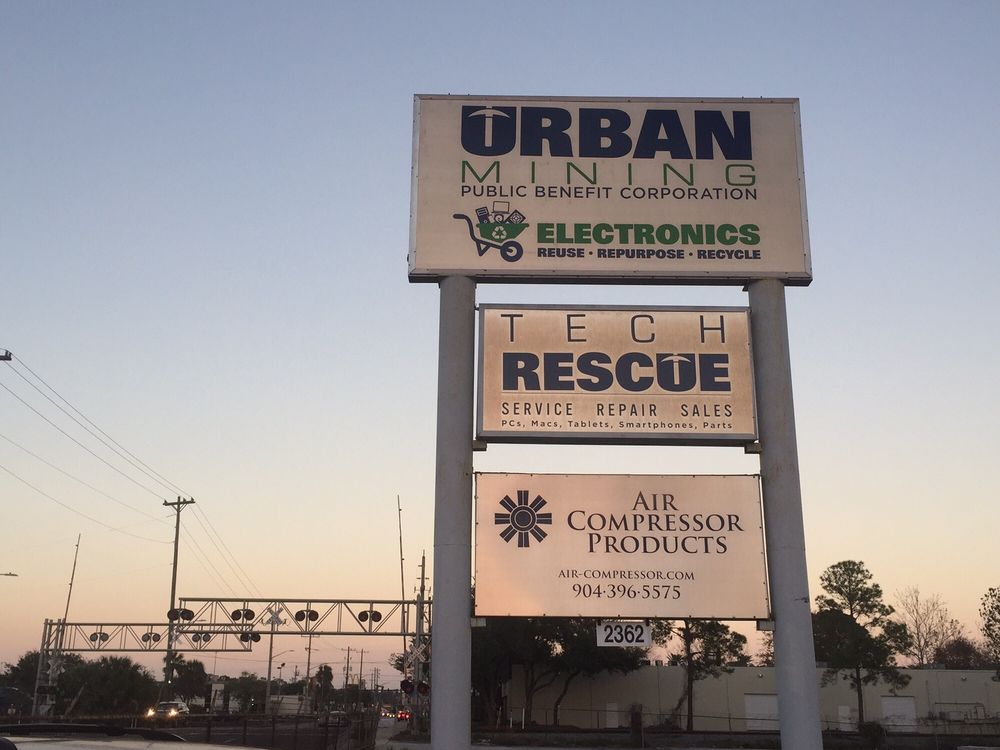 URBAN
MINING
PUBLIC BENEFIT CORPORATION
ELECTRONICS
REUSE · REPURPOSE · RECYCLE
TECH
RESCUE
SERVICE REPAIR SALES
PCs, Macs, Tablets, Smartphones, Parts
AIR
COMPRESSOR
PRODUCTS
AIR-COMPRESSOR.COM
904·396·5575
2362